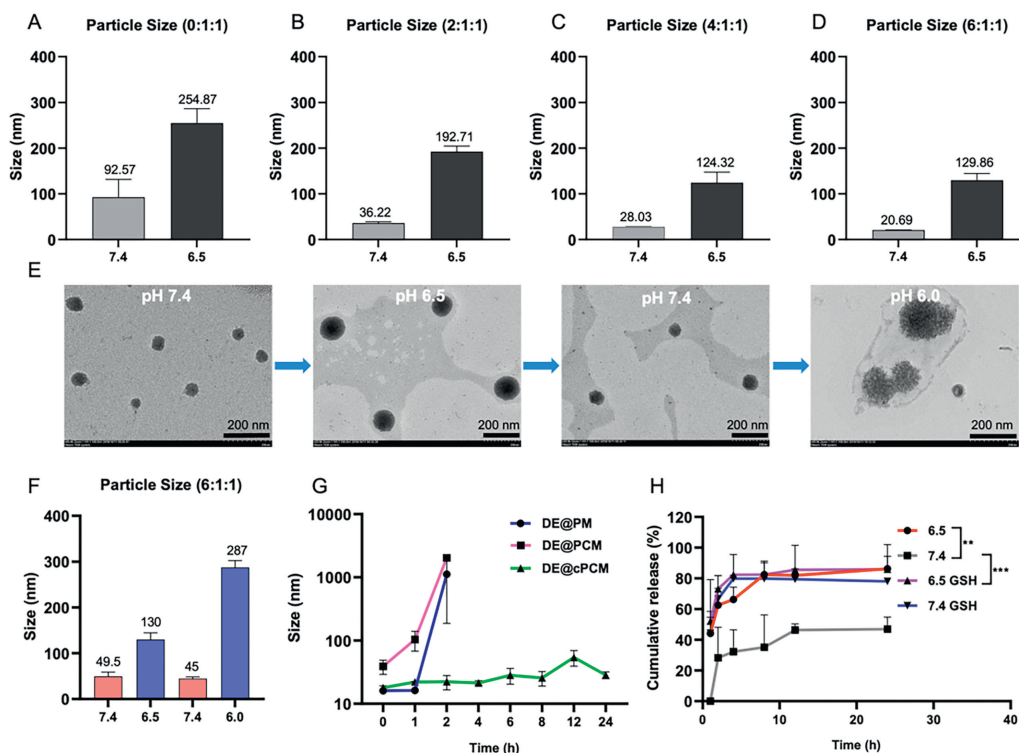 A
Particle Size (0:1:1)
Size (nm)
400
300
200
100
0
92.57
254.87
7.4
6.5
B
Particle Size (2:1:1)
Size (nm)
400
300
200
100
0
36.22
192.71
7.4
6.5
C
Particle Size (4:1:1)
Size (nm)
400
300
200
100
0
28.03
124.32
7.4
6.5
D
Particle Size (6:1:1)
Size (nm)
400
300
200
100
0
20.69
129.86
7.4
6.5
E
pH 7.4
200 nm
pH 6.5
200 nm
pH 7.4
200 nm
pH 6.0
200 nm
F
Particle Size (6:1:1)
Size (nm)
400
300
200
100
0
49.5
130
45
287
7.4
6.5
7.4
6.0
G
Size (nm)
10000
1000
100
10
DE@PM
DE@PCM
DE@cPCM
0
1
2
4
6
8
12
24
Time (h)
H
Cumulative release (%)
120
100
80
60
40
20
0
6.5
7.4
6.5 GSH
7.4 GSH
**
***
0
10
20
30
40
Time (h)